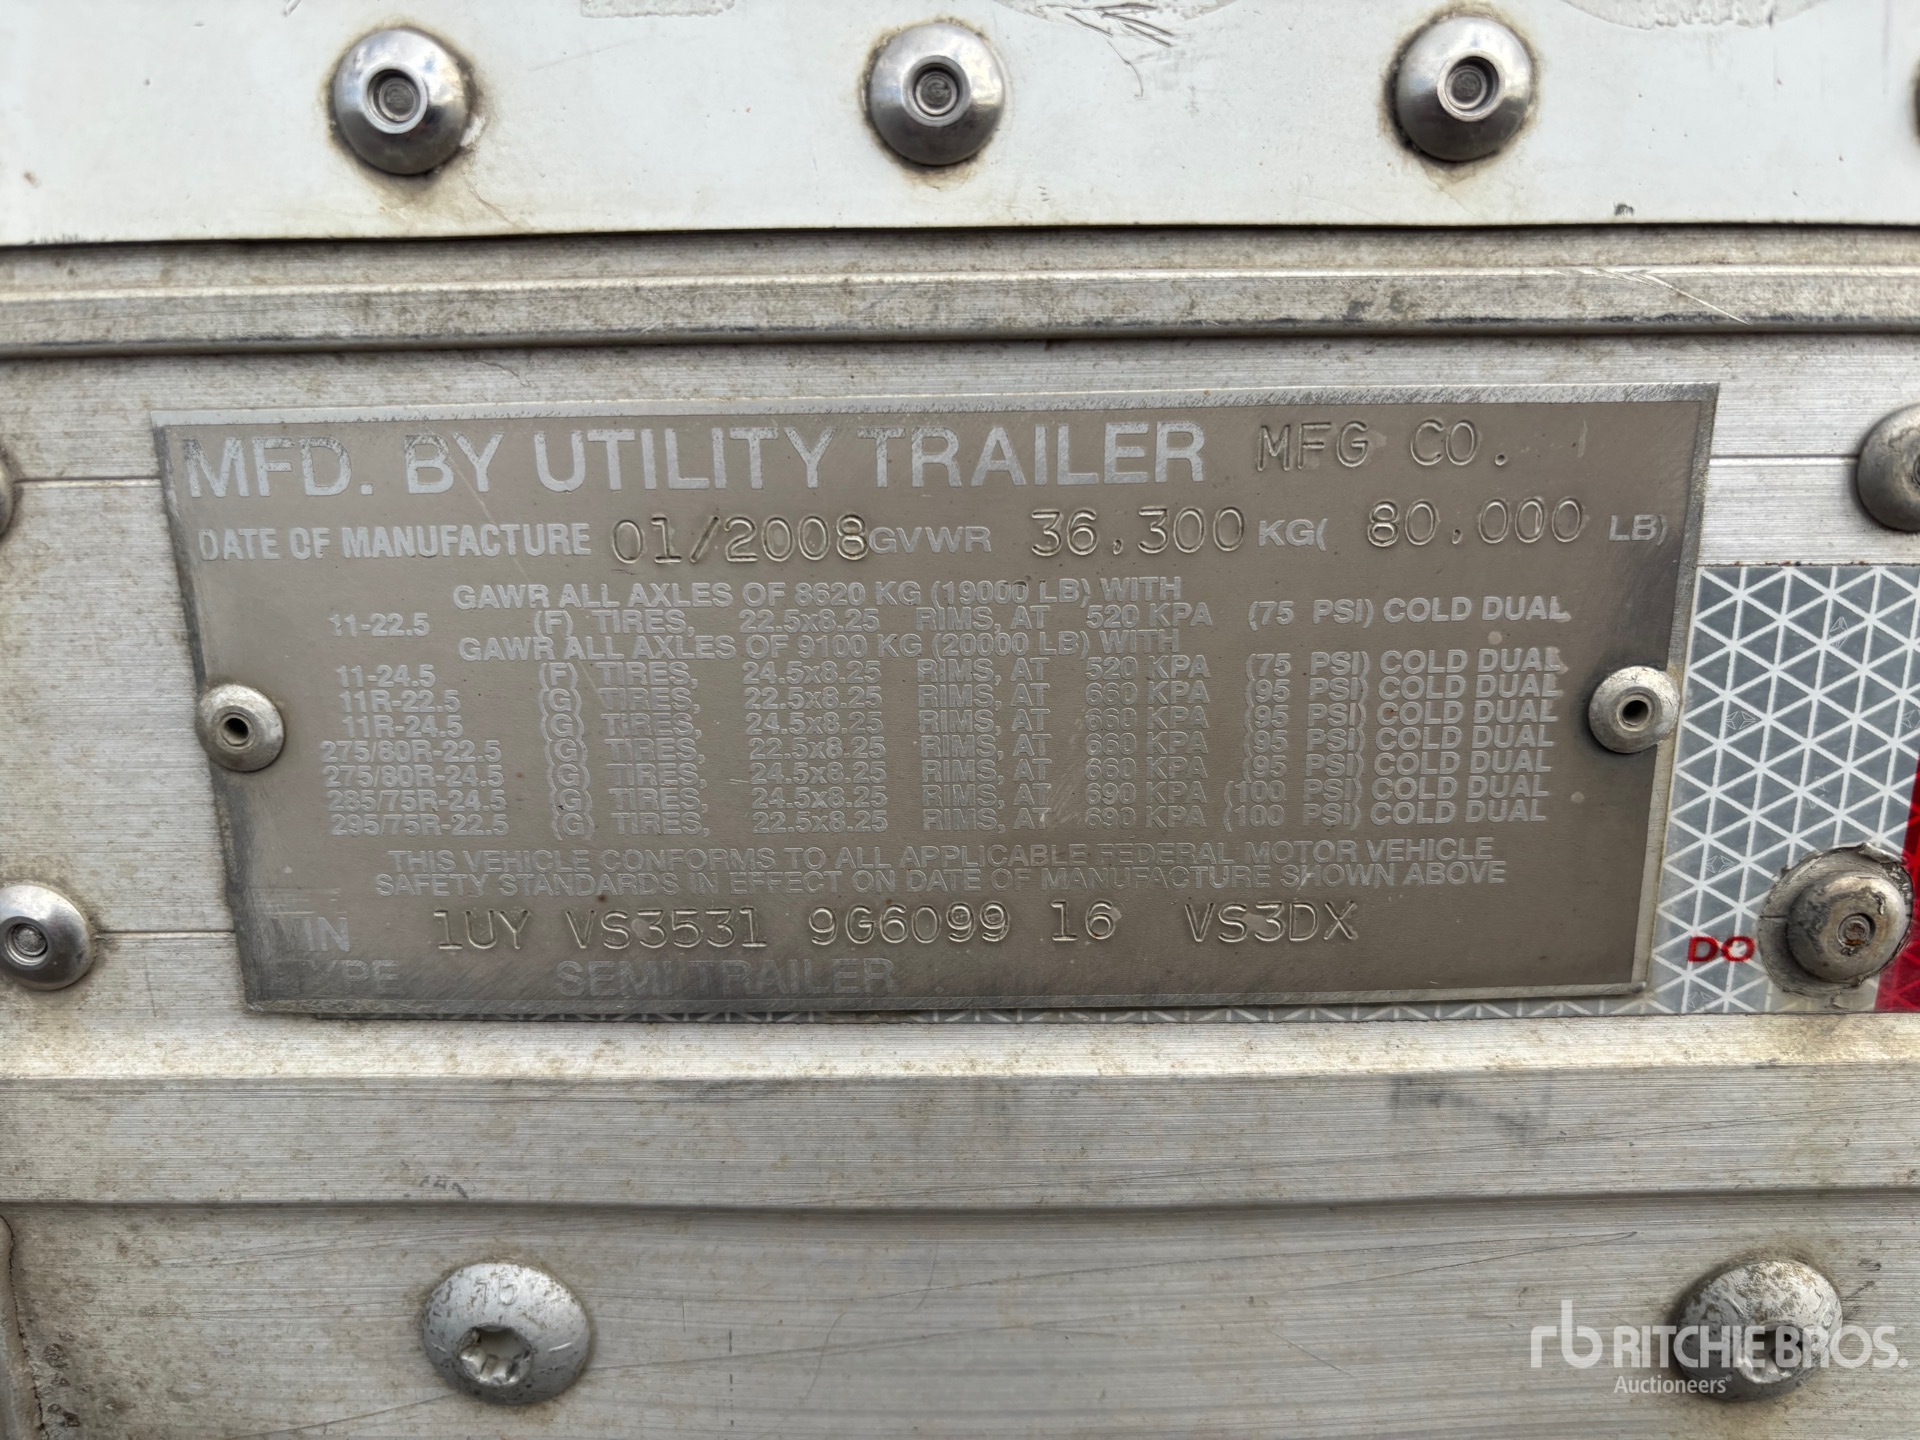 MFD. BY UTILITY TRAILER MFG CO.
DATE OF MANUFACTURE 01/2008 GVWR 36,300 KG( 80,000 LB)
GAWR ALL AXLES OF 8620 KG (19000 LB) WITH
11-22.5 (F) TIRES, 22.5x8.25 RIMS, AT 520 KPA (75 PSI) COLD DUAL
GAWR ALL AXLES OF 9100 KG (20000 LB) WITH
11-24.5 (F) TIRES, 24.5x8.25 RIMS, AT 520 KPA (75 PSI) COLD DUAL
11R-22.5 (G) TIRES, 22.5x8.25 RIMS, AT 660 KPA (95 PSI) COLD DUAL
11R-24.5 (G) TIRES, 24.5x8.25 RIMS, AT 660 KPA (95 PSI) COLD DUAL
275/80R-22.5 (G) TIRES, 22.5x8.25 RIMS, AT 660 KPA (95 PSI) COLD DUAL
275/80R-24.5 (G) TIRES, 24.5x8.25 RIMS, AT 660 KPA (95 PSI) COLD DUAL
285/75R-24.5 (G) TIRES, 24.5x8.25 RIMS, AT 690 KPA (100 PSI) COLD DUAL
295/75R-22.5 (G) TIRES, 22.5x8.25 RIMS, AT 690 KPA (100 PSI) COLD DUAL
THIS VEHICLE CONFORMS TO ALL APPLICABLE FEDERAL MOTOR VEHICLE
SAFETY STANDARDS IN EFFECT ON DATE OF MANUFACTURE SHOWN ABOVE
VIN 1UY VS3531 9G6099 16 VS3DX
TYPE SEMITRAILER
DO
rb RITCHIE BROS.
Auctioneers